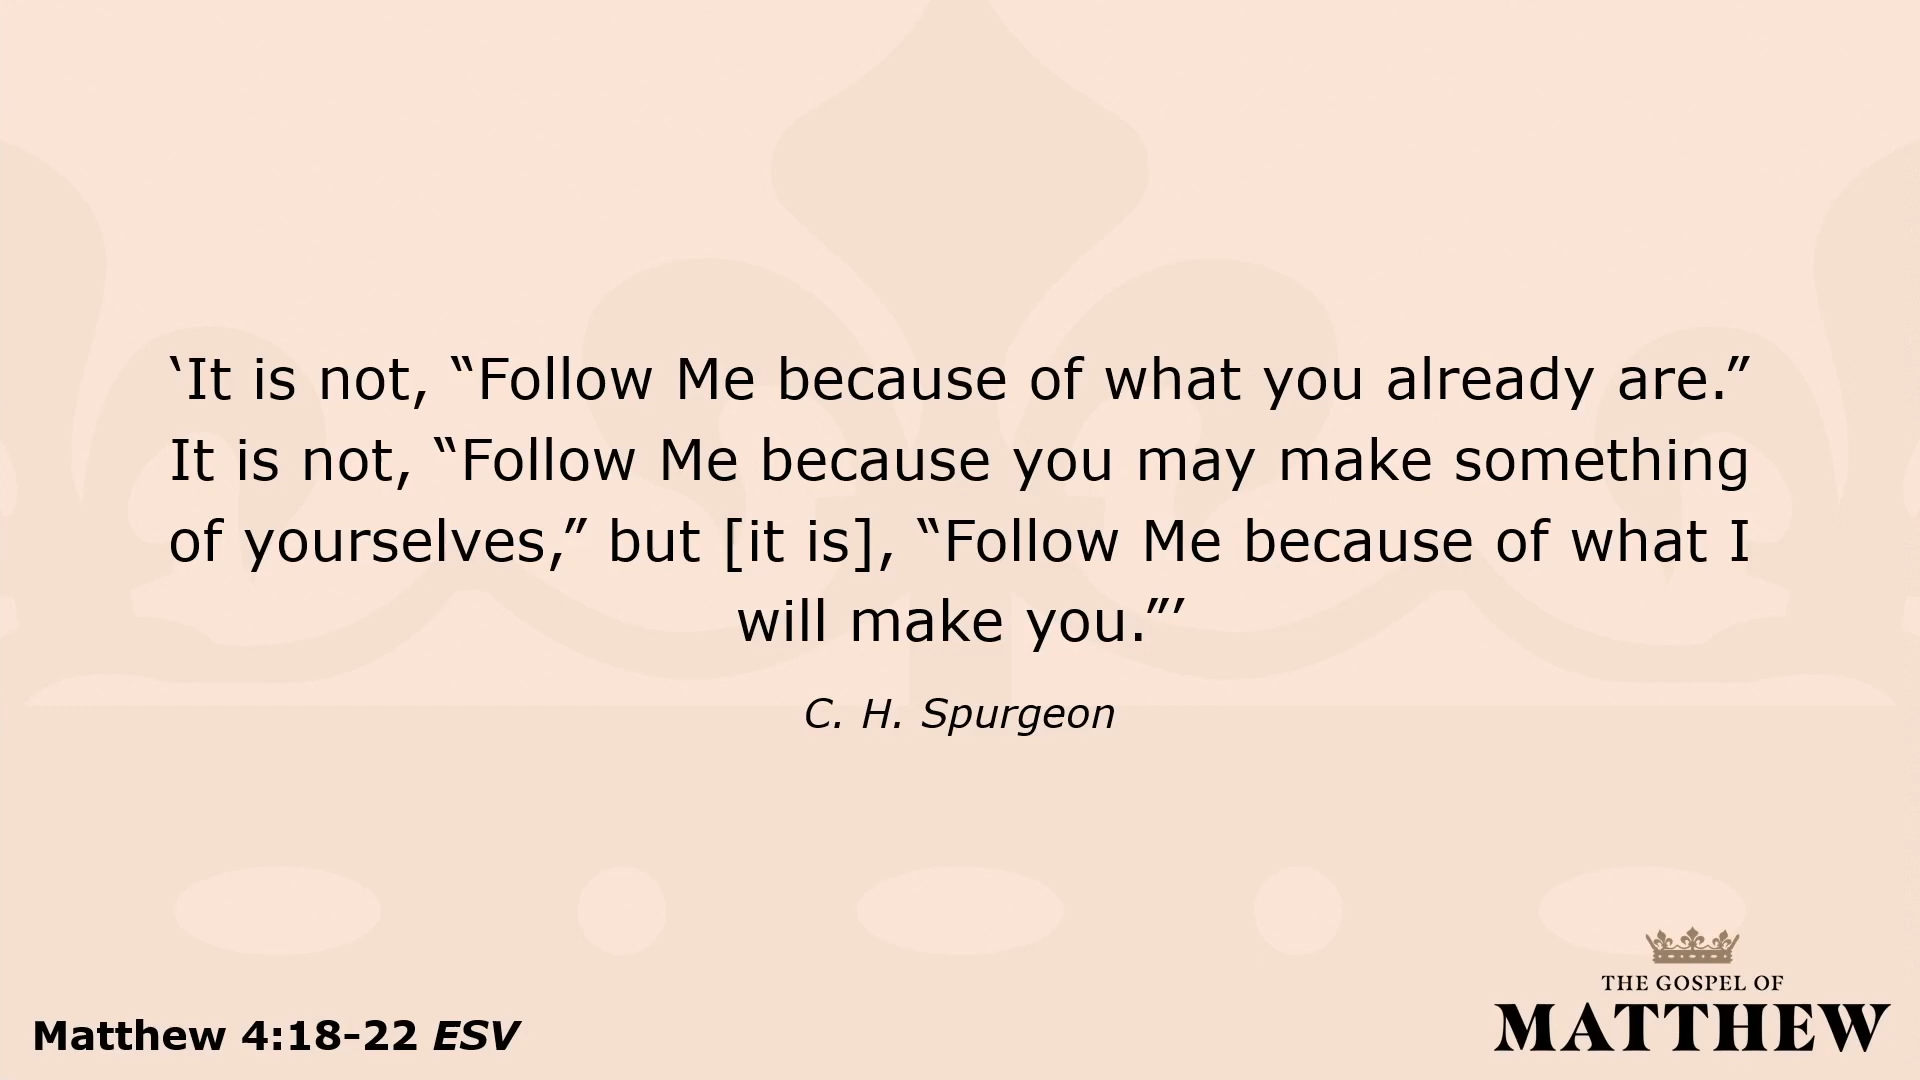 ‘It is not, “Follow Me because of what you already are.”
It is not, “Follow Me because you may make something
of yourselves,” but [it is], “Follow Me because of what I
will make you.”’
C. H. Spurgeon
Matthew 4:18-22 ESV
THE GOSPEL OF
MATTHEW